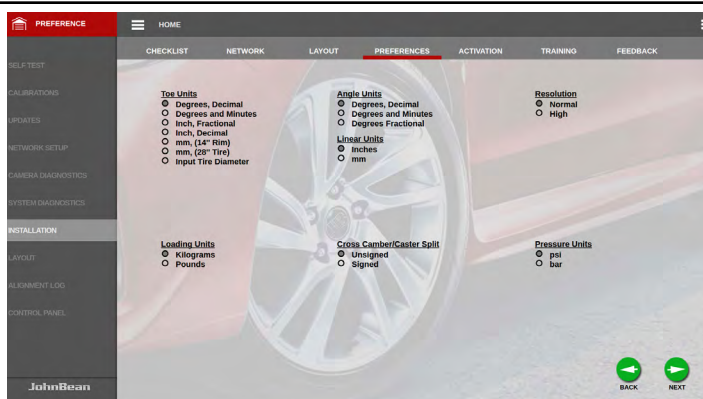 PREFERENCE
HOME
CHECKLIST NETWORK LAYOUT PREFERENCES ACTIVATION TRAINING FEEDBACK
SELF TEST
CALIBRATIONS
UPDATES
NETWORK SETUP
CAMERA DIAGNOSTICS
SYSTEM DIAGNOSTICS
INSTALLATION
LAYOUT
ALIGNMENT LOG
CONTROL PANEL
JohnBean
Toe Units
Degrees, Decimal
Degrees and Minutes
Inch, Fractional
Inch, Decimal
mm, (14" Rim)
mm, (28" Tire)
Input Tire Diameter
Angle Units
Degrees, Decimal
Degrees and Minutes
Degrees Fractional
Linear Units
Inches
mm
Resolution
Normal
High
Loading Units
Kilograms
Pounds
Cross Camber/Caster Split
Unsigned
Signed
Pressure Units
psi
bar
BACK NEXT